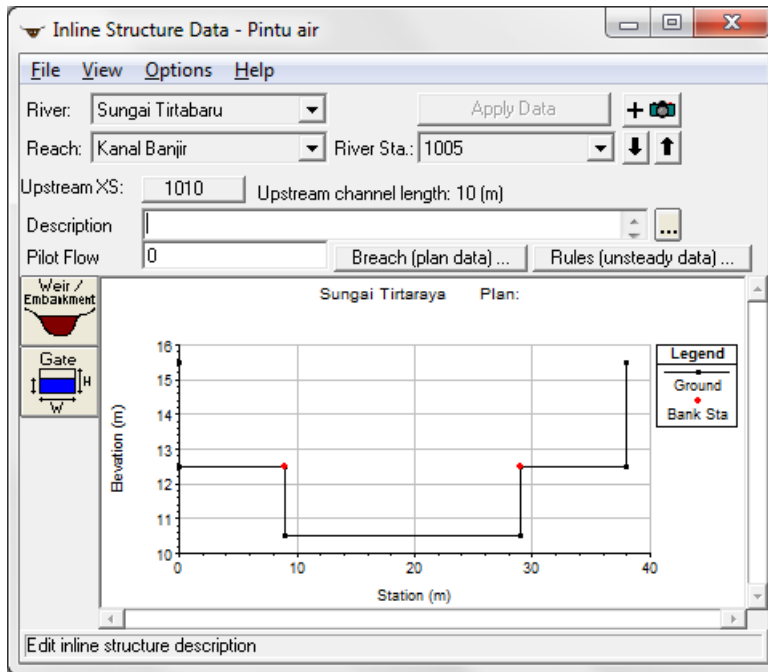 Inline Structure Data - Pintu air
File View Options Help
River: Sungai Tirtabaru Apply Data
Reach: Kanal Banjir River Sta.: 1005
Upstream XS: 1010 Upstream channel length: 10 (m)
Description ...
Pilot Flow 0 Breach (plan data) ... Rules (unsteady data) ...
Weir /
Embankment
Gate
H
W
Sungai Tirtaraya Plan:
Legend
Ground
Bank Sta
16
15
14
13
12
11
10
Elevation (m)
0 10 20 30 40
Station (m)
Edit inline structure description